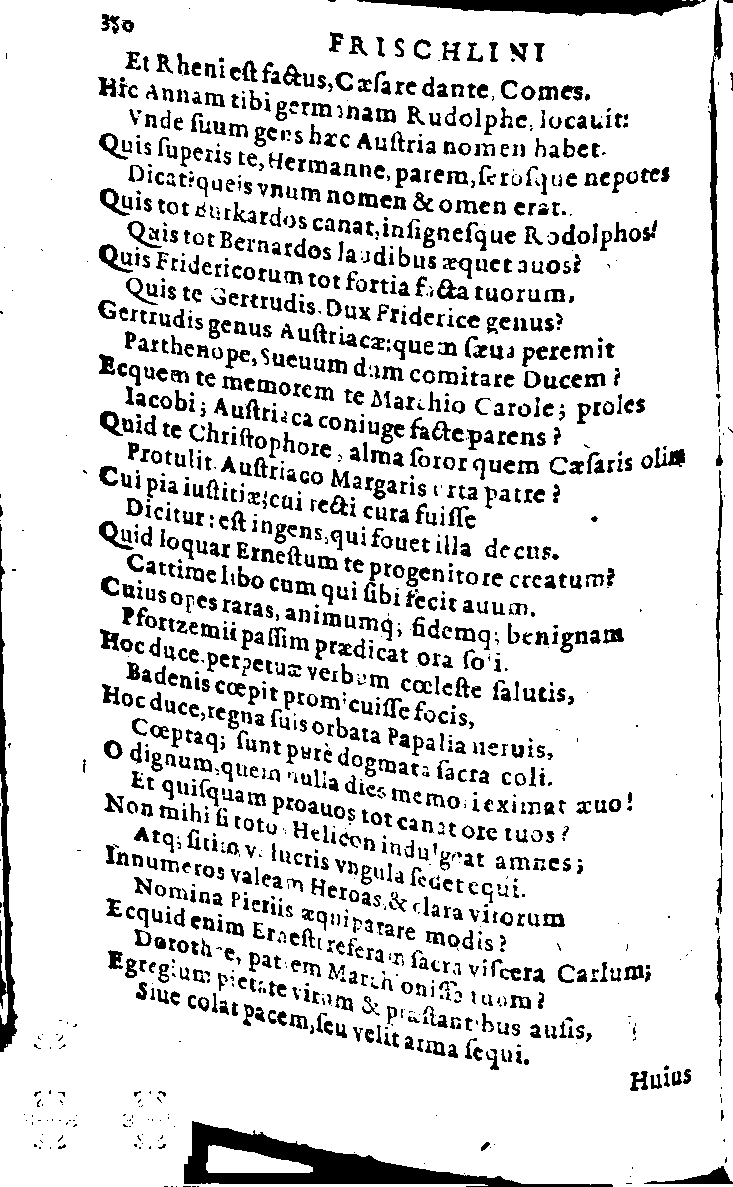 350
FRISCHLINI
Et Rheni eſt factus, Cæſare dante, Comes.
Hic Annam tibi germanam Rudolphe, locauit:
Vnde ſuum gens hæc Auſtria nomen habet.
Quis ſuperis te, Hermanne, parem, ſerosque nepotes
Dicat? queis vnum nomen & omen erat.
Quis tot Burkardos canat, inſignesque Rodolphos!
Quis tot Bernardos laudibus æquet auos?
Quis Fridericorum tot fortia facta tuorum,
Quis te Gertrudis, Dux Friderice genus?
Gertrudis genus Auſtriacæ: quem ſæua peremit
Parthenope, Sueuum dum comitare Ducem?
Ecquem te memorem te Marchio Carole; proles
Iacobi; Auſtriaca coniuge facte parens?
Quid te Chriſtophore, alma ſoror quem Cæſaris olim
Protulit Auſtriaco Margaris orta patre?
Cui pia iuſtitiæ; cui recti cura fuiſſe
Dicitur: eſt ingens, qui fouet illa decus.
Quid loquar Erneſtum te progenitore creatum?
Cattimelibo cum qui ſibi fecit auum.
Cuius opes raras, animumq; fidemq; benignam
Pfortzemii paſſim prædicat ora ſoli.
Hoc duce, perpetuæ verbum cœleſte ſalutis,
Badenis cœpit promicuiſſe focis,
Hoc duce, regna ſuis orbata Papalia neruis,
Cœptaq; ſunt purè dogmata ſacra coli.
O dignum, quem nulla dies memori eximat æuo!
Et quiſquam proauos tot canat ore tuos?
Non mihi ſi toto Helicon indulgeat amnes;
Atq; ſitim lucris vngula ſedet equi.
Innumeros valeam Heroas, & clara virorum
Nomina Pieriis æquiparare modis?
Ecquid enim Erneſti referam ſacra viſcera Carlum;
Dorothee, patrem Marchioniſſa tuum?
Egregium pietate virum & præſtantibus auſis,
Siue colat pacem, ſeu velit arma ſequi.
Huius